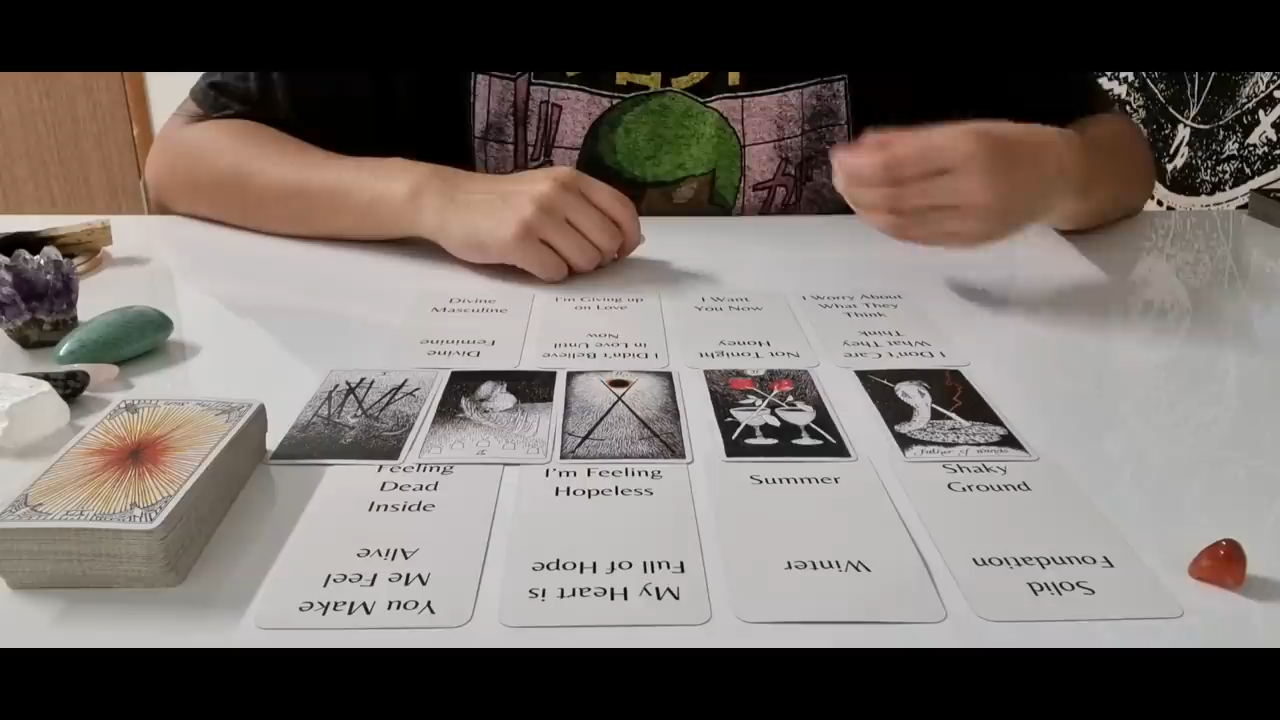 Divine
Masculine
Divine
Feminine
I'm Giving up
on Love
I Didn't Believe
in Love Until
Now
I Want
You Now
Not Tonight
Honey
I Worry About
What They
Think
I Don't Care
What They
Think
Feeling
Dead
Inside
You Make
Me Feel
Alive
I'm Feeling
Hopeless
My Heart is
Full of Hope
Summer
Winter
Shaky
Ground
Solid
Foundation